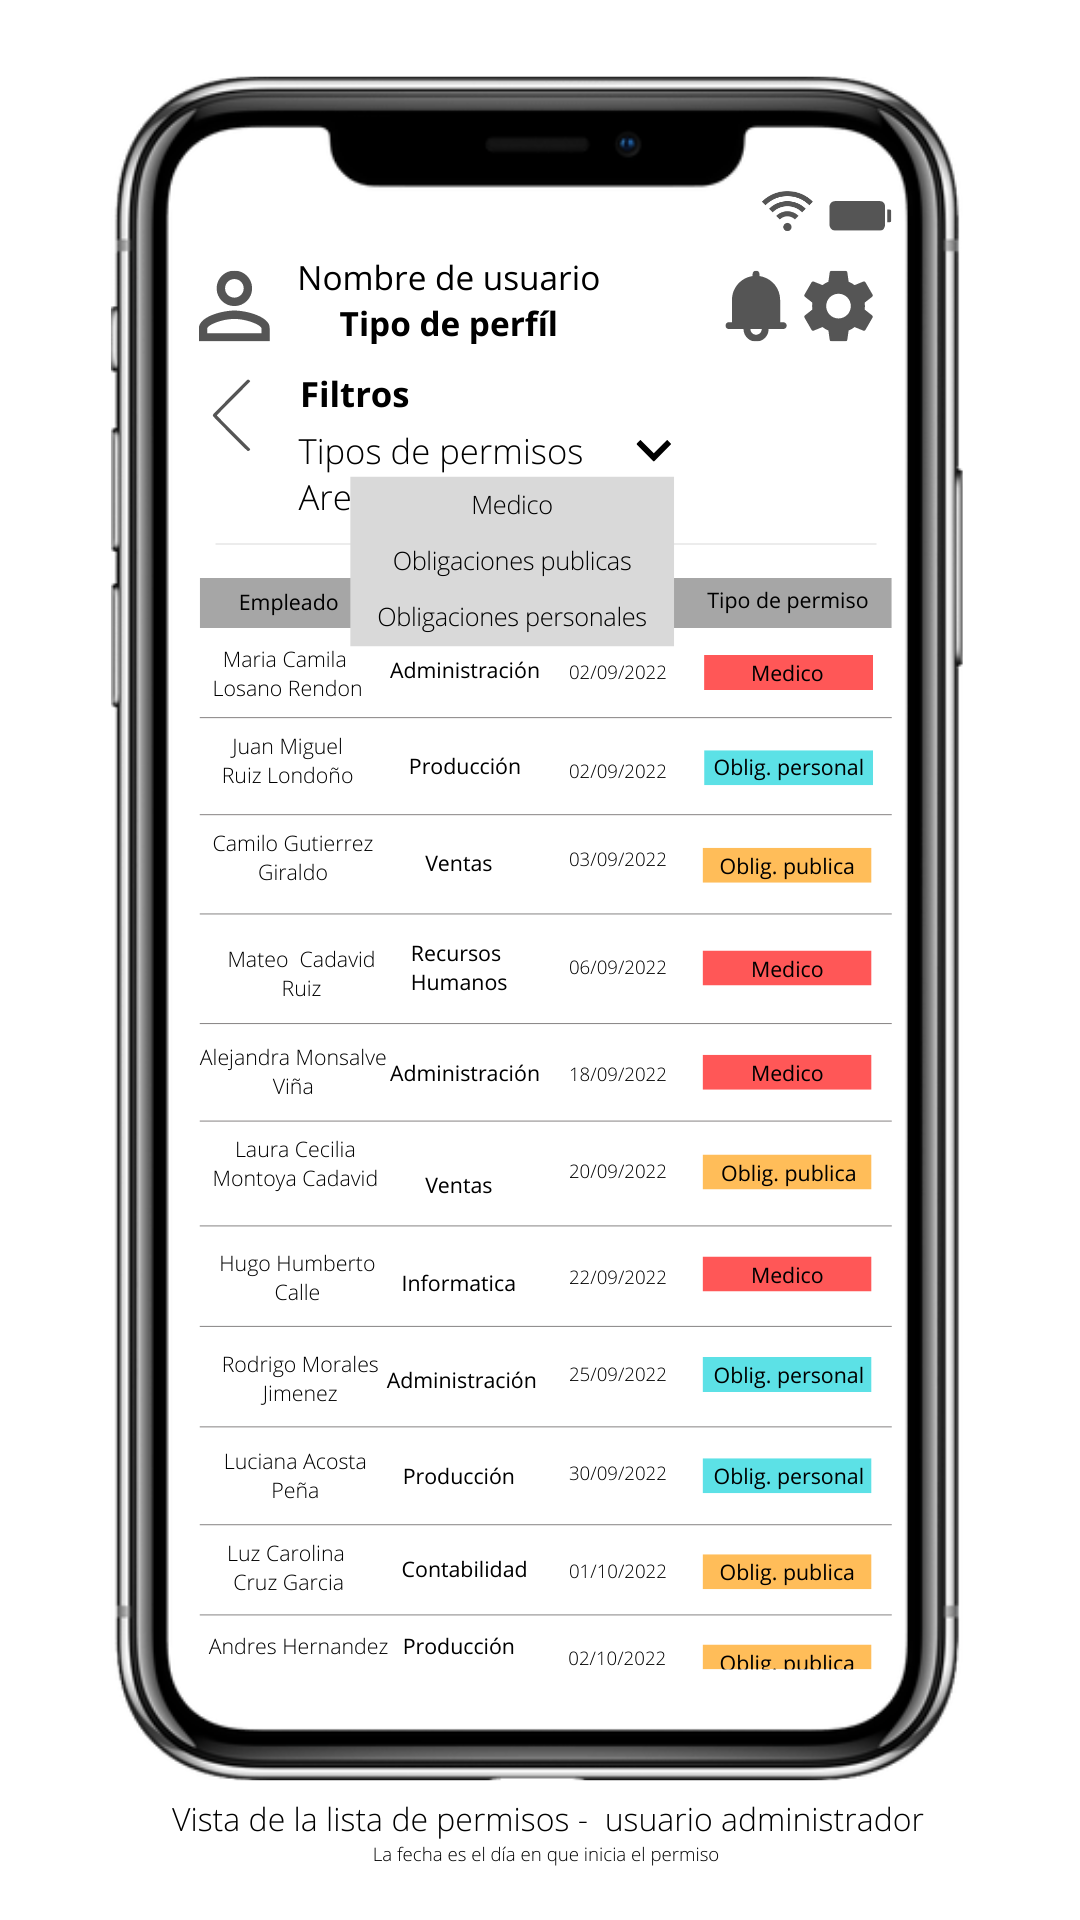 Nombre de usuario
Tipo de perfíl
Filtros
Tipos de permisos
Are
Medico
Obligaciones publicas
Obligaciones personales
Empleado
Tipo de permiso
Maria Camila
Losano Rendon
Administración
02/09/2022
Medico
Juan Miguel
Ruiz Londoño
Producción
02/09/2022
Oblig. personal
Camilo Gutierrez
Giraldo
Ventas
03/09/2022
Oblig. publica
Mateo  Cadavid
Ruiz
Recursos
Humanos
06/09/2022
Medico
Alejandra Monsalve
Viña
Administración
18/09/2022
Medico
Laura Cecilia
Montoya Cadavid
Ventas
20/09/2022
Oblig. publica
Hugo Humberto
Calle
Informatica
22/09/2022
Medico
Rodrigo Morales
Jimenez
Administración
25/09/2022
Oblig. personal
Luciana Acosta
Peña
Producción
30/09/2022
Oblig. personal
Luz Carolina
Cruz Garcia
Contabilidad
01/10/2022
Oblig. publica
Andres Hernandez
Producción
02/10/2022
Oblig. publica
Vista de la lista de permisos -  usuario administrador
La fecha es el día en que inicia el permiso